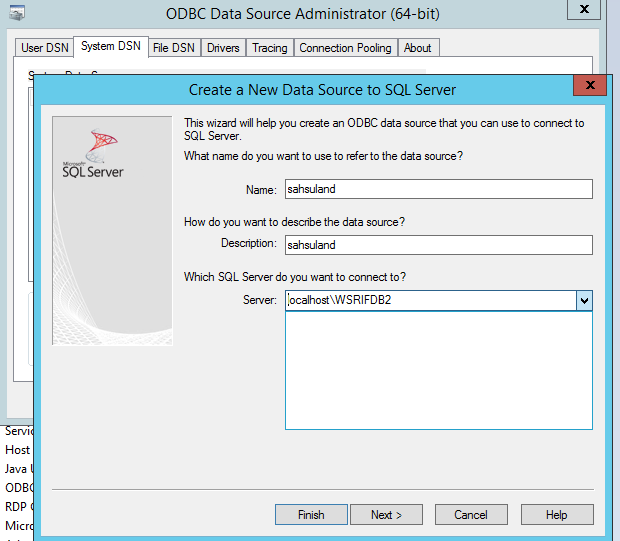 ODBC Data Source Administrator (64-bit)
x
User DSN
System DSN
File DSN
Drivers
Tracing
Connection Pooling
About
Create a New Data Source to SQL Server
x
This wizard will help you create an ODBC data source that you can use to connect to
SQL Server.
What name do you want to use to refer to the data source?
Microsoft
SQL Server
Name: sahsuland
How do you want to describe the data source?
Description: sahsuland
Which SQL Server do you want to connect to?
Server: ocalhost\WSRIFDB2
Servic
Host
Java U
ODBC
RDP
Micro
Finish
Next >
Cancel
Help